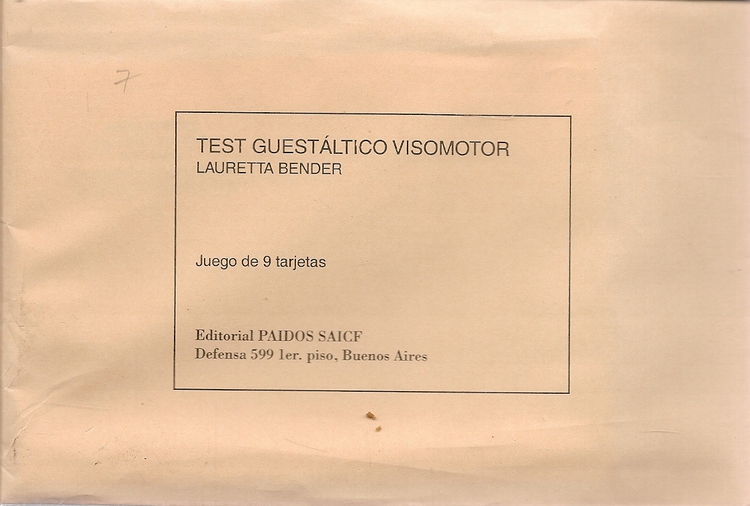 7
TEST GUESTÁLTICO VISOMOTOR
LAURETTA BENDER
Juego de 9 tarjetas
Editorial PAIDOS SAICF
Defensa 599 1er. piso, Buenos Aires